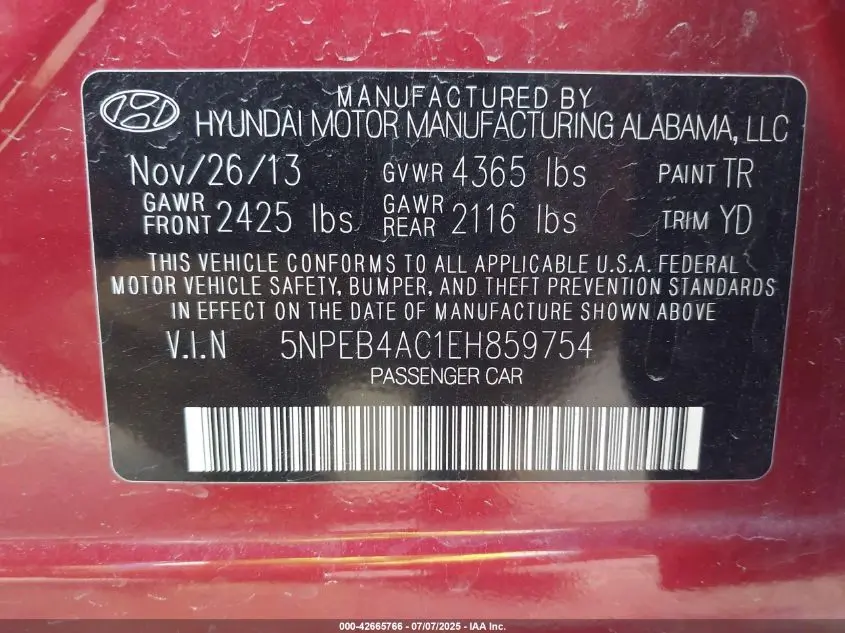 MANUFACTURED BY
HYUNDAI MOTOR MANUFACTURING ALABAMA, LLC
Nov/26/13 GVWR 4365 lbs PAINT TR
GAWR FRONT 2425 lbs GAWR REAR 2116 lbs TRIM YD
THIS VEHICLE CONFORMS TO ALL APPLICABLE U.S.A. FEDERAL
MOTOR VEHICLE SAFETY, BUMPER, AND THEFT PREVENTION STANDARDS
IN EFFECT ON THE DATE OF MANUFACTURE SHOWN ABOVE
V.I.N 5NPEB4AC1EH859754
PASSENGER CAR
000-42665766 - 07/07/2025 - IAA Inc.